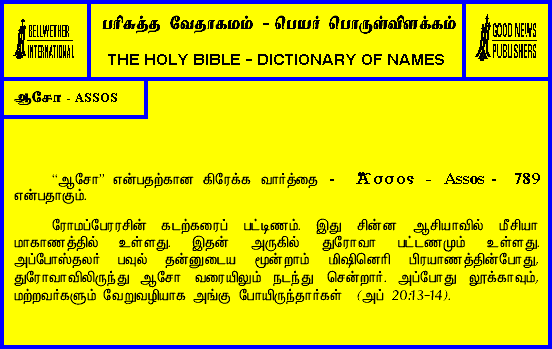 BELLWETHER
INTERNATIONAL
பரிசுத்த வேதாகமம் - பெயர் பொருள்விளக்கம்
THE HOLY BIBLE - DICTIONARY OF NAMES
GOOD NEWS
PUBLISHERS
ஆசோ - ASSOS
“ஆசோ” என்பதற்கான கிரேக்க வார்த்தை - Ἄσσος - Assos - 789
என்பதாகும்.
ரோமப்பேரரசின் கடற்கரைப் பட்டிணம். இது சின்ன ஆசியாவில் மீசியா
மாகாணத்தில் உள்ளது. இதன் அருகில் துரோவா பட்டணமும் உள்ளது.
அப்போஸ்தலர் பவுல் தன்னுடைய மூன்றாம் மிஷினெரி பிரயாணத்தின்போது,
துரோவாவிலிருந்து ஆசோ வரையிலும் நடந்து சென்றார். அப்போது லூக்காவும்,
மற்றவர்களும் வேறுவழியாக அங்கு போயிருந்தார்கள் (அப் 20:13-14).